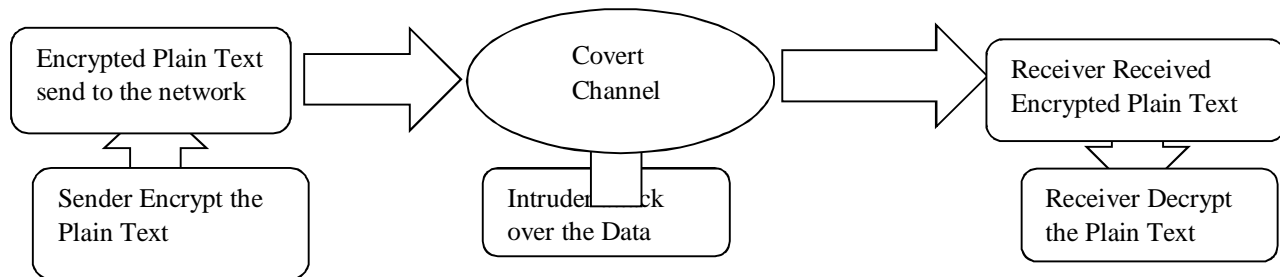 Encrypted Plain Text
send to the network
Covert
Channel
Receiver Received
Encrypted Plain Text
Sender Encrypt the
Plain Text
Intruder ck
over the Data
Receiver Decrypt
the Plain Text